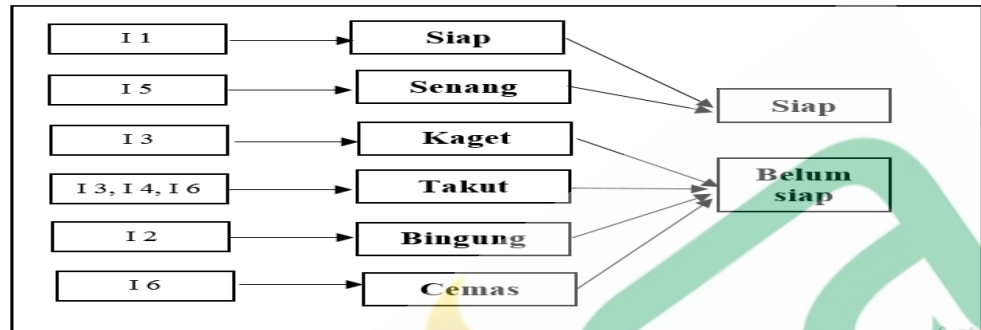 I 1
Siap
I 5
Senang
Siap
I 3
Kaget
I 3, I 4, I 6
Takut
Belum
siap
I 2
Bingung
I 6
Cemas